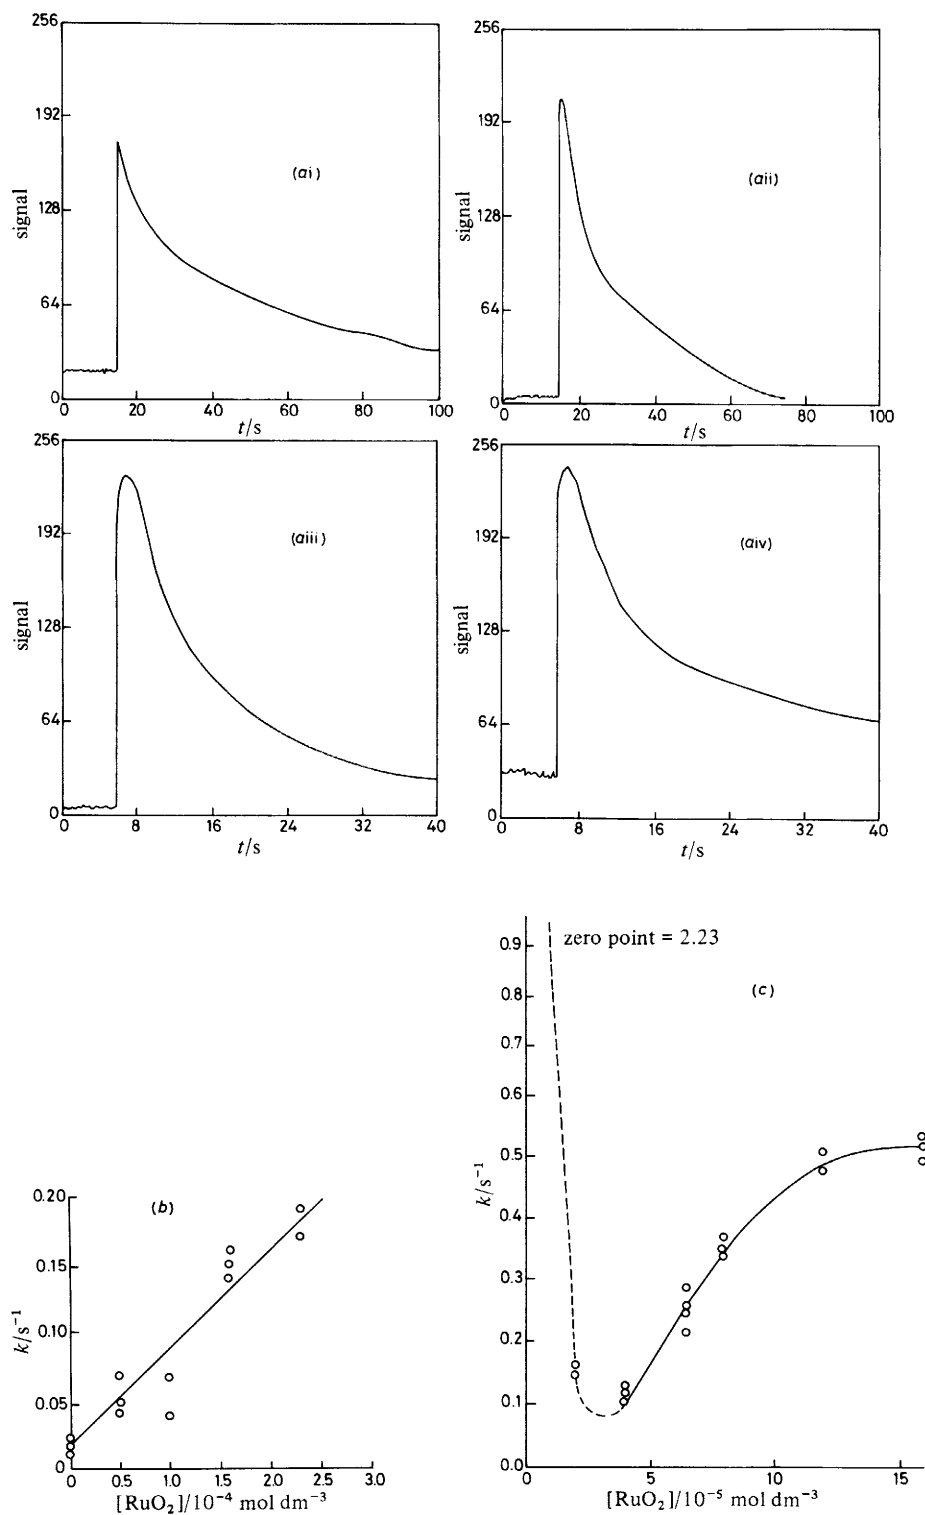 256
192
128
64
0
signal
(ai)
0 20 40 60 80 100
t/s
256
192
128
64
0
signal
(aii)
0 20 40 60 80 100
t/s
256
192
128
64
0
signal
(aiii)
0 8 16 24 32 40
t/s
256
192
128
64
0
signal
(aiv)
0 8 16 24 32 40
t/s
0.20
0.15
0.10
0.05
0
k/s⁻¹
(b)
0 0.5 1.0 2.0 3.0
[RuO₂]/10⁻⁴ mol dm⁻³
0.9
0.8
0.7
0.6
0.5
0.4
0.3
0.2
0.1
0.0
k/s⁻¹
zero point = 2.23
(c)
0 5 10 15
[RuO₂]/10⁻⁵ mol dm⁻³